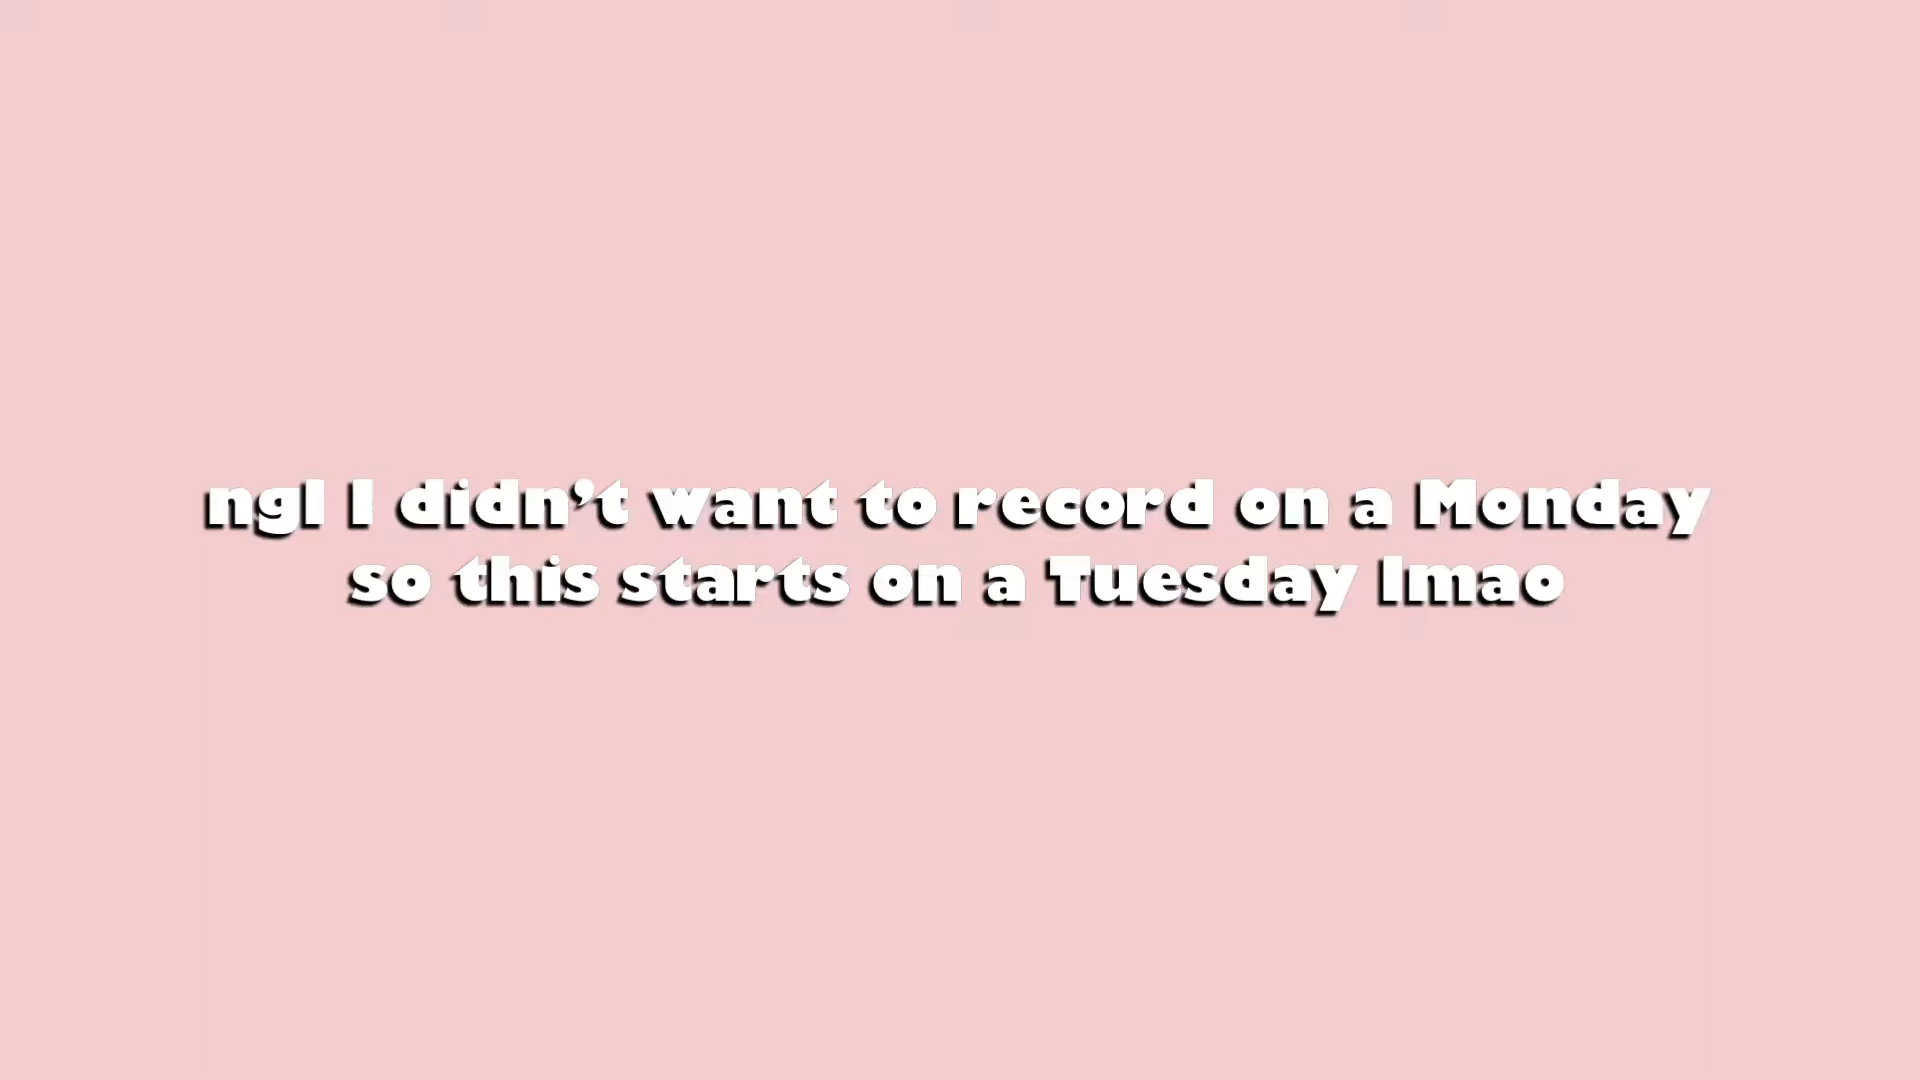 ngl I didn’t want to record on a Monday
so this starts on a Tuesday lmao